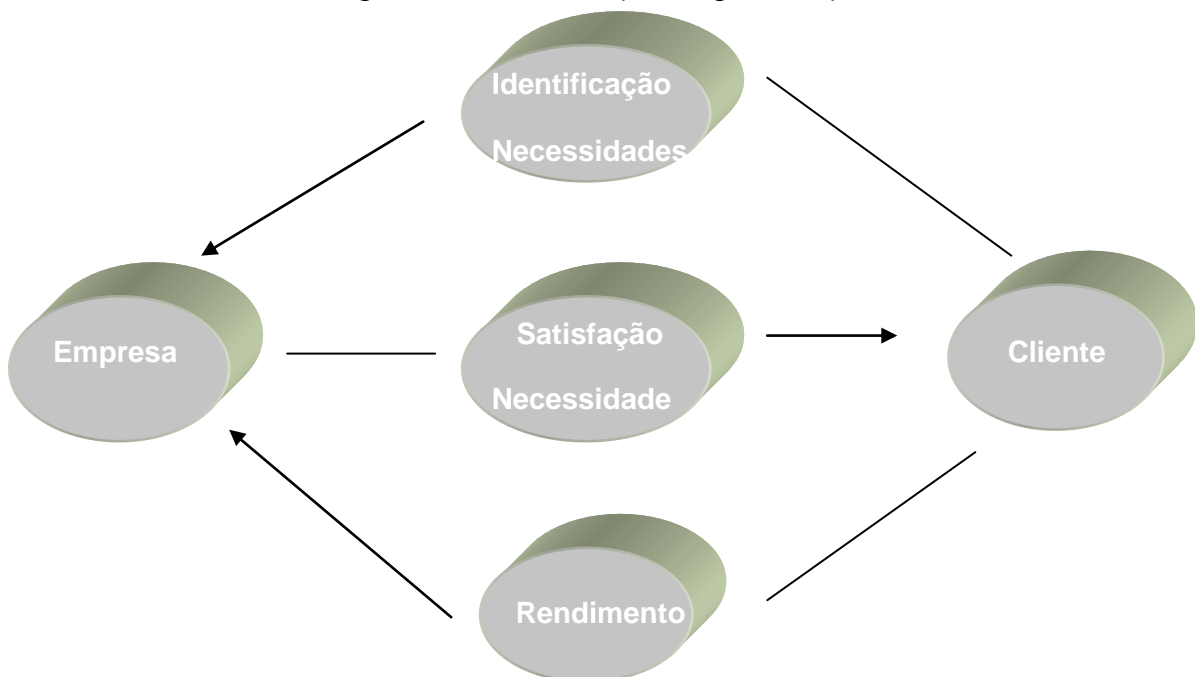 Identificação
Necessidades
Empresa
Satisfação
Necessidade
Cliente
Rendimento